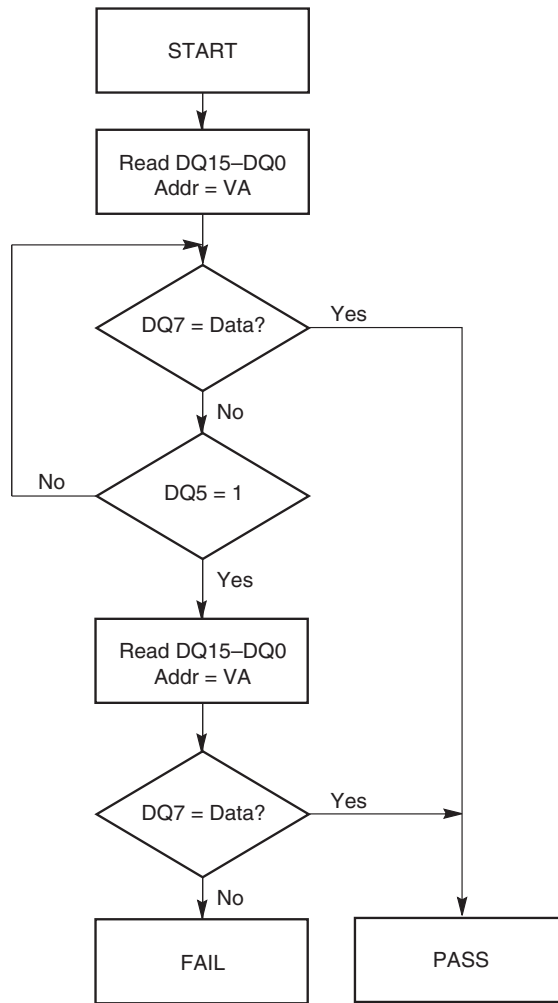 START
Read DQ15–DQ0
Addr = VA
DQ7 = Data?
Yes
No
No
DQ5 = 1
Yes
Read DQ15–DQ0
Addr = VA
DQ7 = Data?
Yes
No
FAIL
PASS